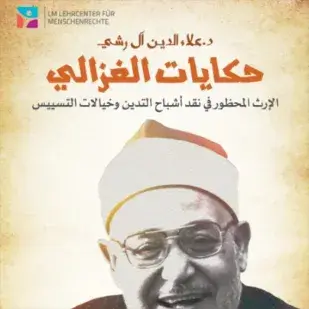 LM LEHRCENTER FÜR
MENSCHENRECHTE
د. علاء الدين آل رشي
حكايات الغزالي
الإرث المحظور في نقد أشباح التدين وخيالات التسييس